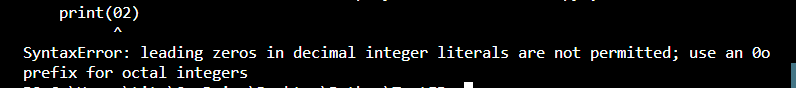 print(02)
^
SyntaxError: leading zeros in decimal integer literals are not permitted; use an 0o
prefix for octal integers